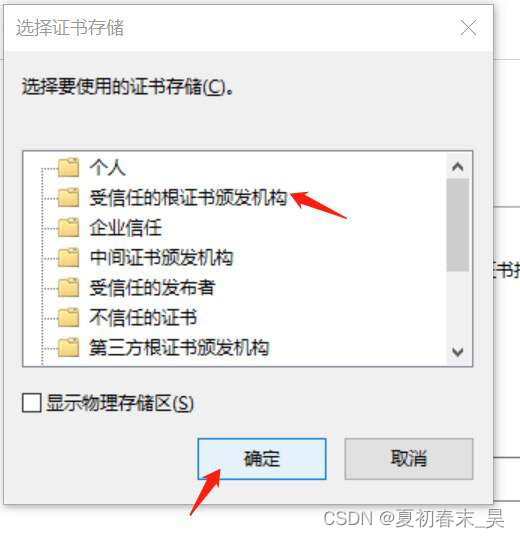 选择证书存储
选择要使用的证书存储(C)。
个人
受信任的根证书颁发机构
企业信任
中间证书颁发机构
受信任的发布者
不信任的证书
第三方根证书颁发机构
证书
显示物理存储区(S)
确定
取消
CSDN @夏初春末_昊